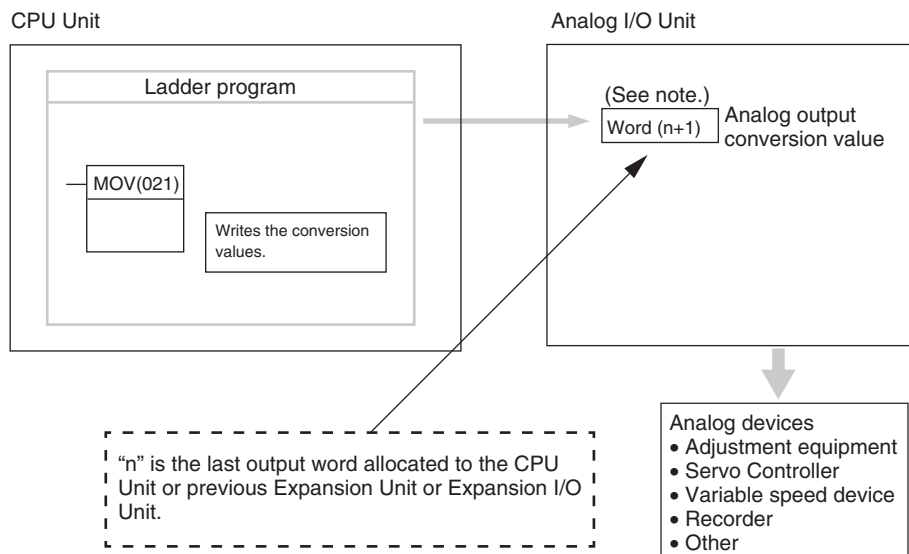 CPU Unit
Analog I/O Unit
Ladder program
MOV(021)
Writes the conversion
values.
(See note.)
Word (n+1)
Analog output
conversion value
“n” is the last output word allocated to the CPU
Unit or previous Expansion Unit or Expansion I/O
Unit.
Analog devices
• Adjustment equipment
• Servo Controller
• Variable speed device
• Recorder
• Other